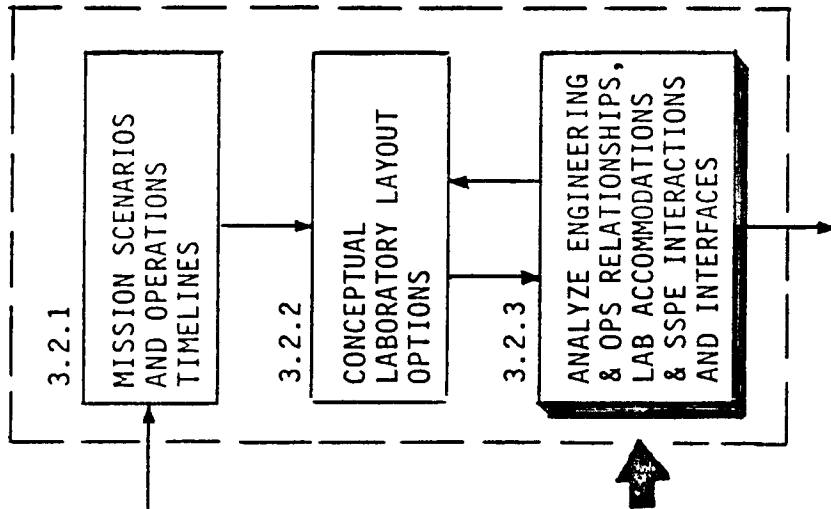 3.2.1
MISSION SCENARIOS
AND OPERATIONS
TIMELINES
3.2.2
CONCEPTUAL
LABORATORY LAYOUT
OPTIONS
3.2.3
ANALYZE ENGINEERING
& OPS RELATIONSHIPS,
LAB ACCOMMODATIONS
& SSPE INTERACTIONS
AND INTERFACES